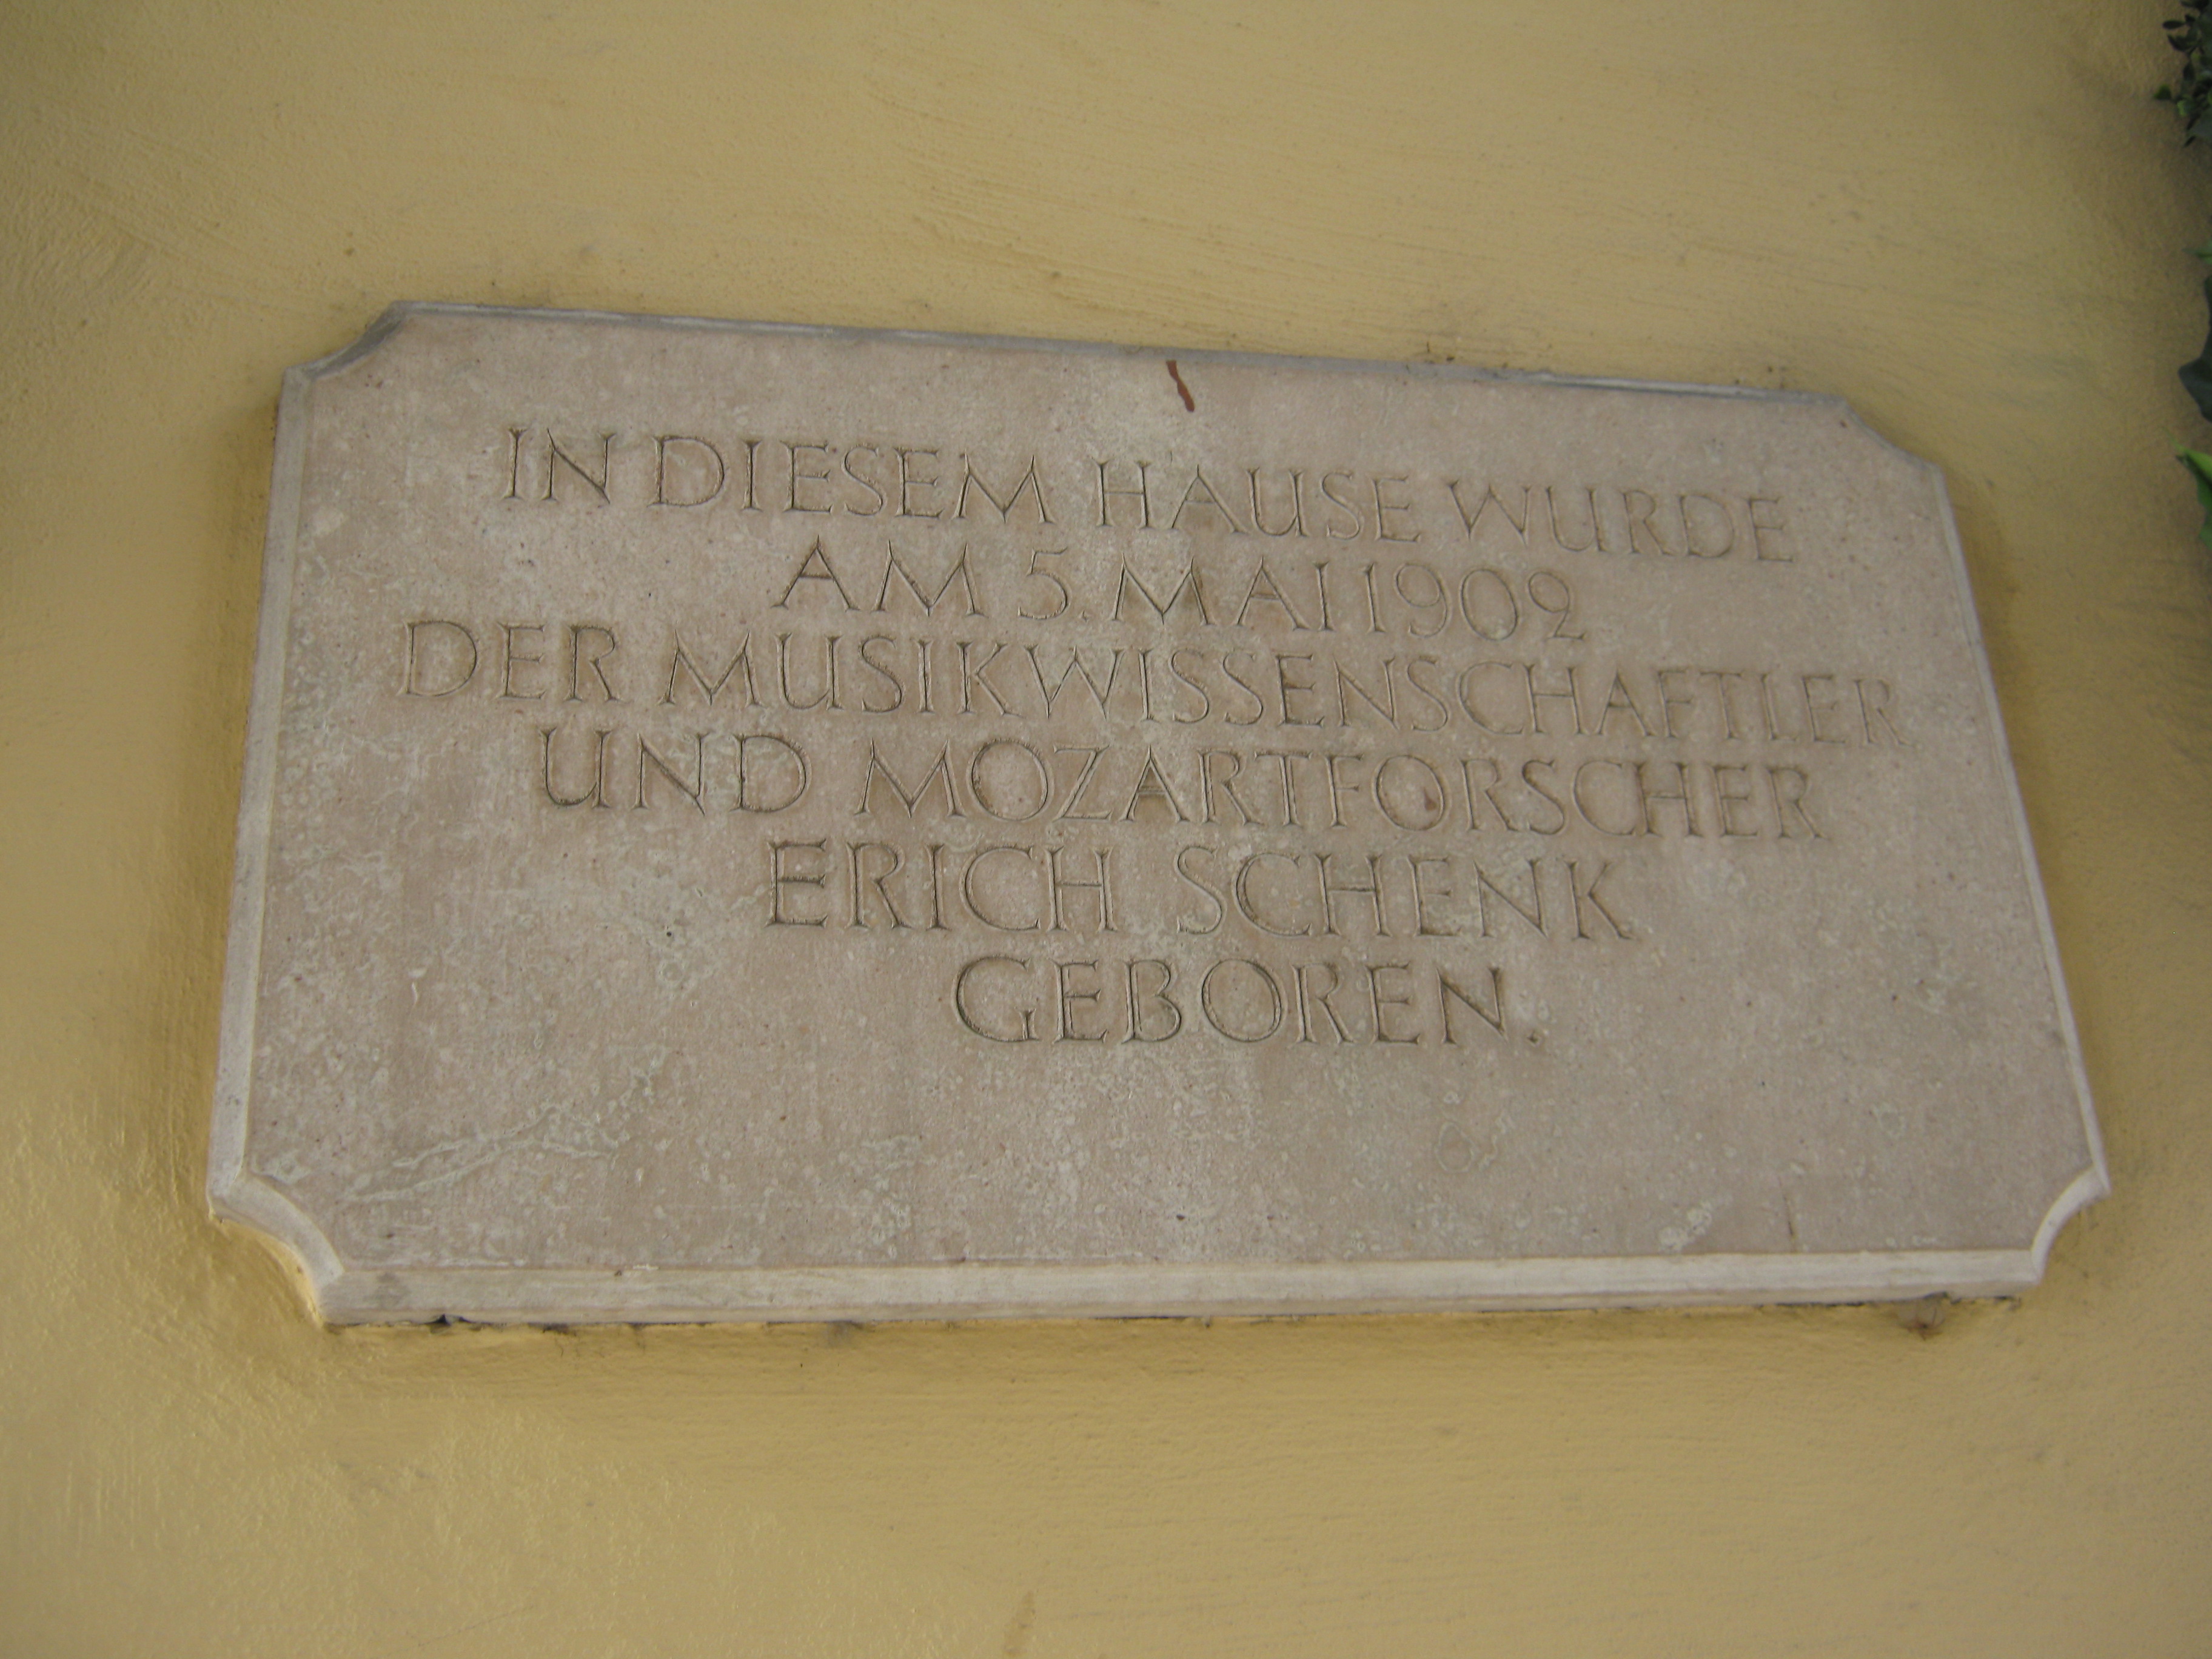 IN DIESEM HAUSE WURDE
AM 5. MAI 1902
DER MUSIKWISSENSCHAFTLER
UND MOZARTFORSCHER
ERICH SCHENK
GEBOREN.